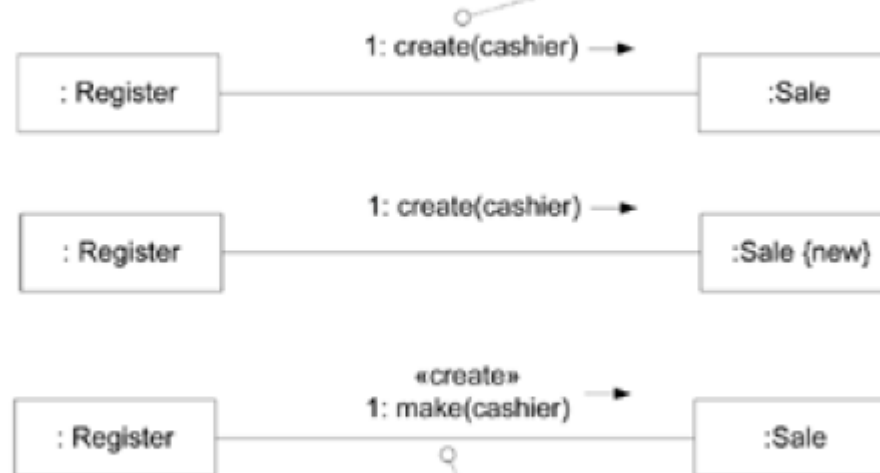 1: create(cashier)
: Register
:Sale
1: create(cashier)
: Register
:Sale {new}
«create»
1: make(cashier)
: Register
:Sale